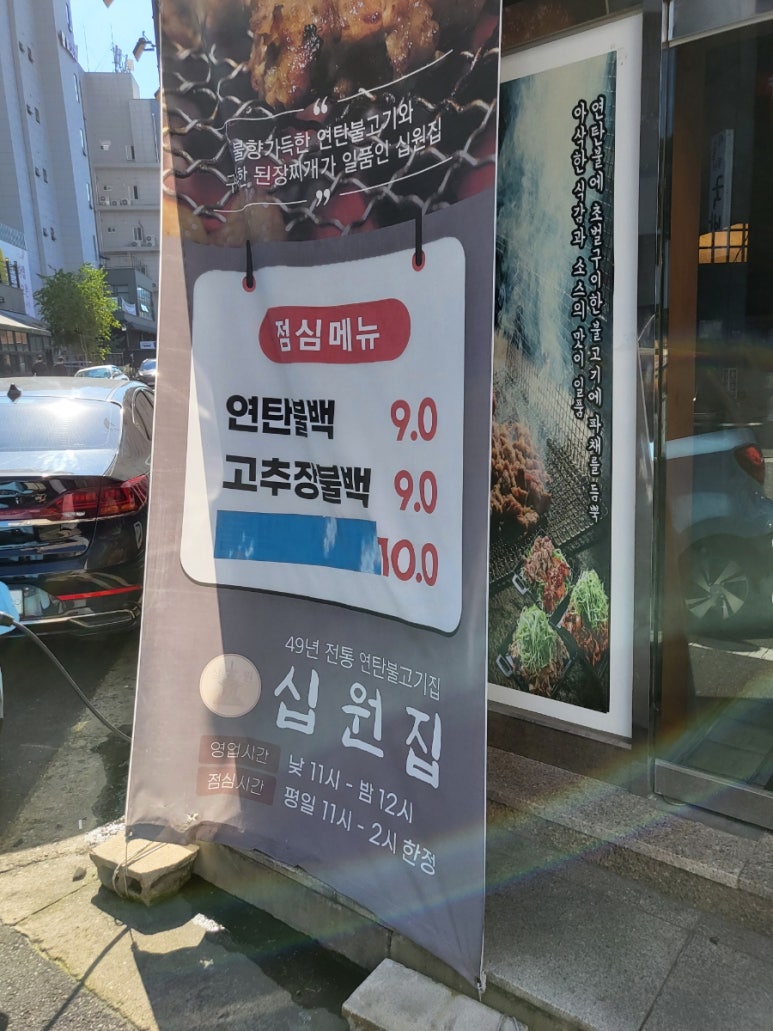 “
불향가득한 연탄불고기와
구수한 된장찌개가 일품인 십원집
”
점심메뉴
연탄불백 9.0
고추장불백 9.0
10.0
49년 전통 연탄불고기집
십원집
영업시간 낮 11시 - 밤 12시
점심시간 평일 11시 - 2시 한정
연탄불에 초벌구이한 불고기에 파채를 듬뿍
아삭한 식감과 소스의 맛이 일품